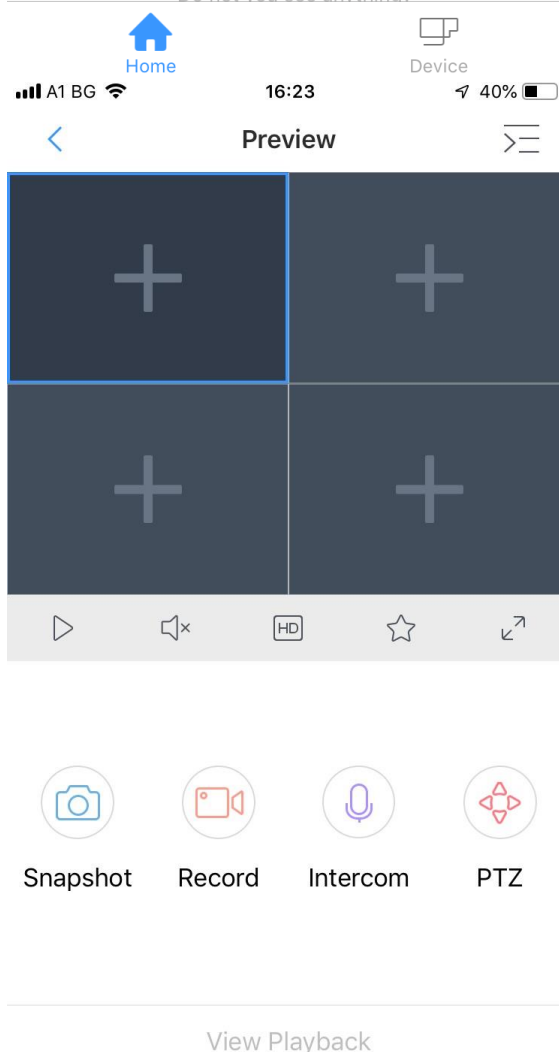 Home Device
A1 BG 16:23 40%
Preview
HD
Snapshot Record Intercom PTZ
View Playback